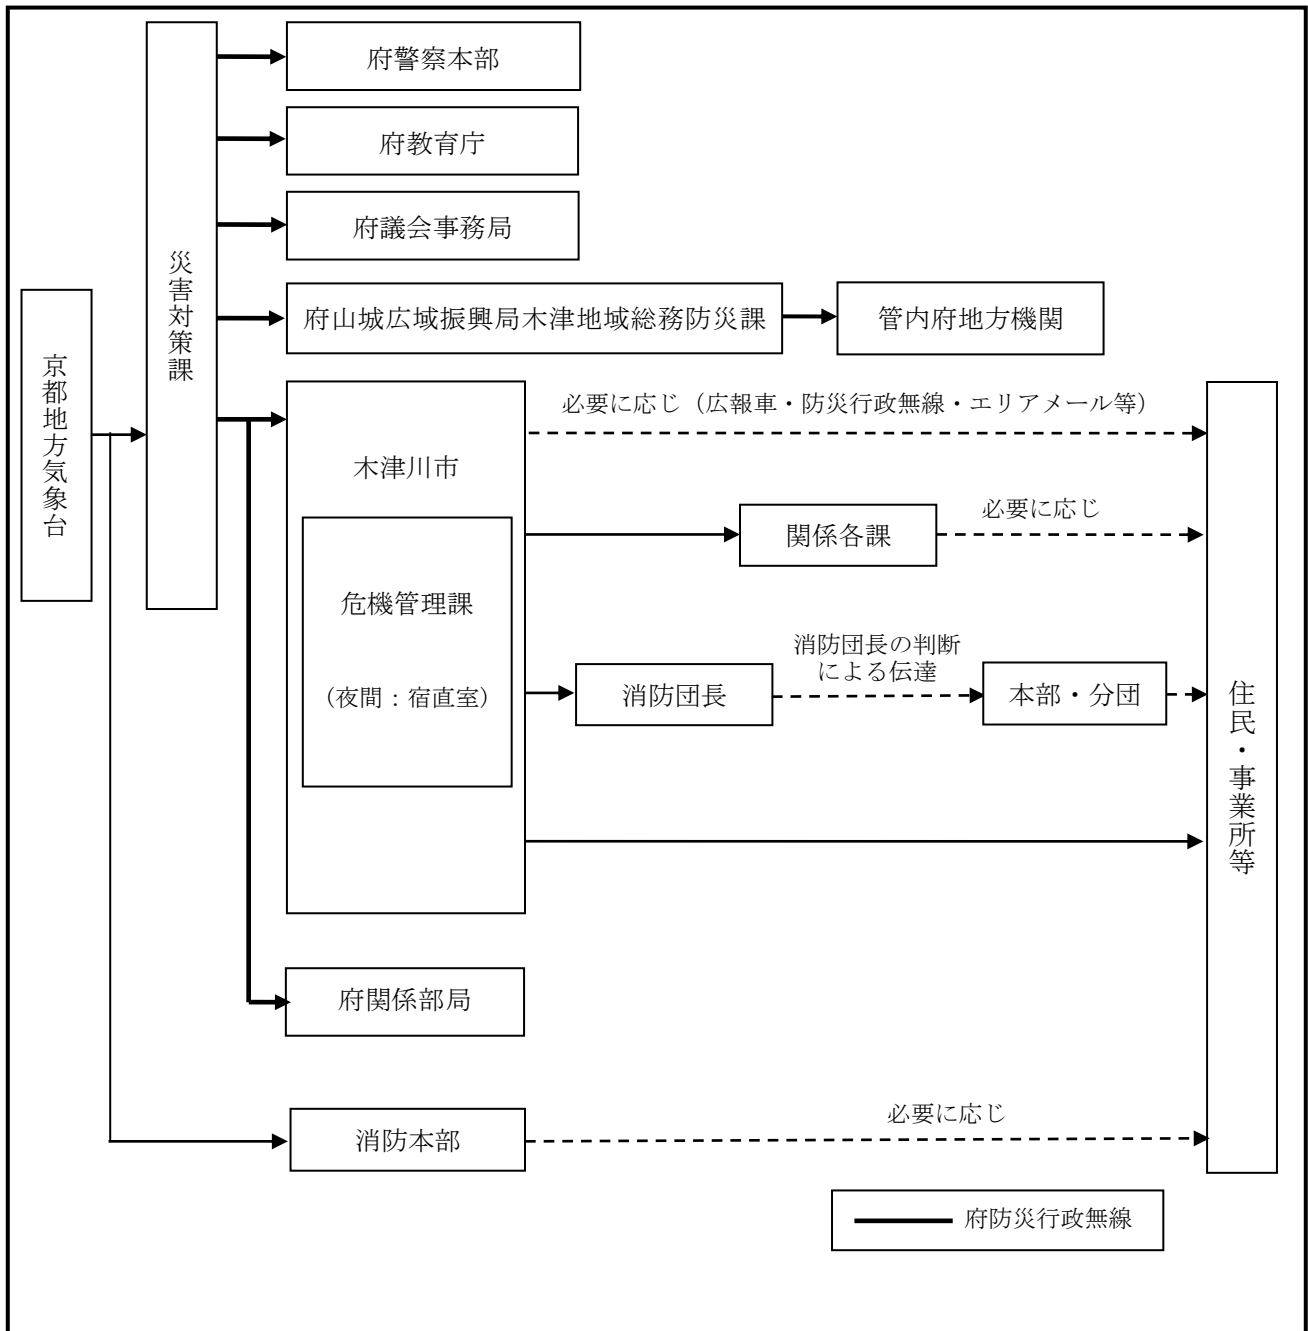 府警察本部
府教育庁
府議会事務局
災害対策課
府山城広域振興局木津地域総務防災課
管内府地方機関
京都地方気象台
必要に応じ（広報車・防災行政無線・エリアメール等）
木津川市
関係各課
必要に応じ
危機管理課
（夜間：宿直室）
消防団長
消防団長の判断
による伝達
本部・分団
住民・事業所等
府関係部局
消防本部
必要に応じ
府防災行政無線